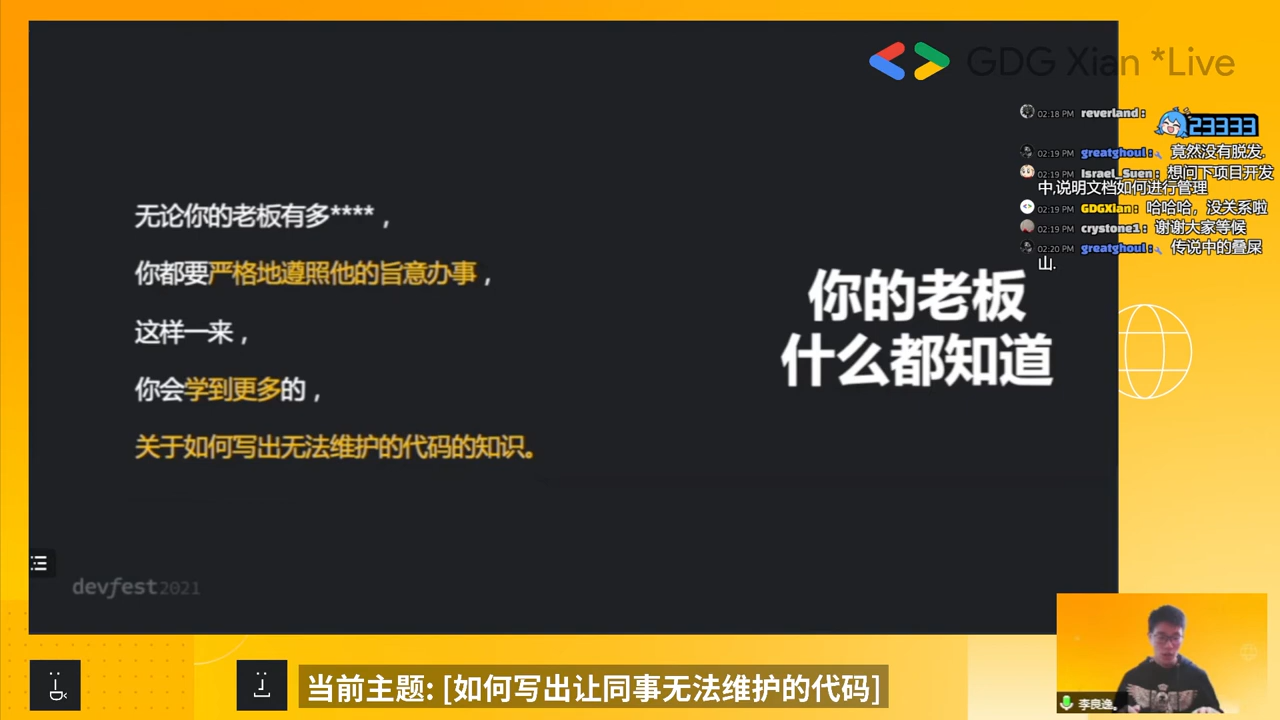 GDG Xian *Live
02:18 PM reverland: 23333
02:19 PM greatghoul: 竟然没有脱发.
02:19 PM Israel_Suen: 想问下项目开发
中,说明文档如何进行管理
02:19 PM GDGXian: 哈哈哈，没关系啦
02:19 PM crystone1: 谢谢大家等候
02:20 PM greatghoul: 传说中的叠屎
山.
无论你的老板有多****，
你都要严格地遵照他的旨意办事，
这样一来，
你会学到更多的，
关于如何写出无法维护的代码的知识。
你的老板
什么都知道
devfest2021
当前主题: [如何写出让同事无法维护的代码]
李良逸